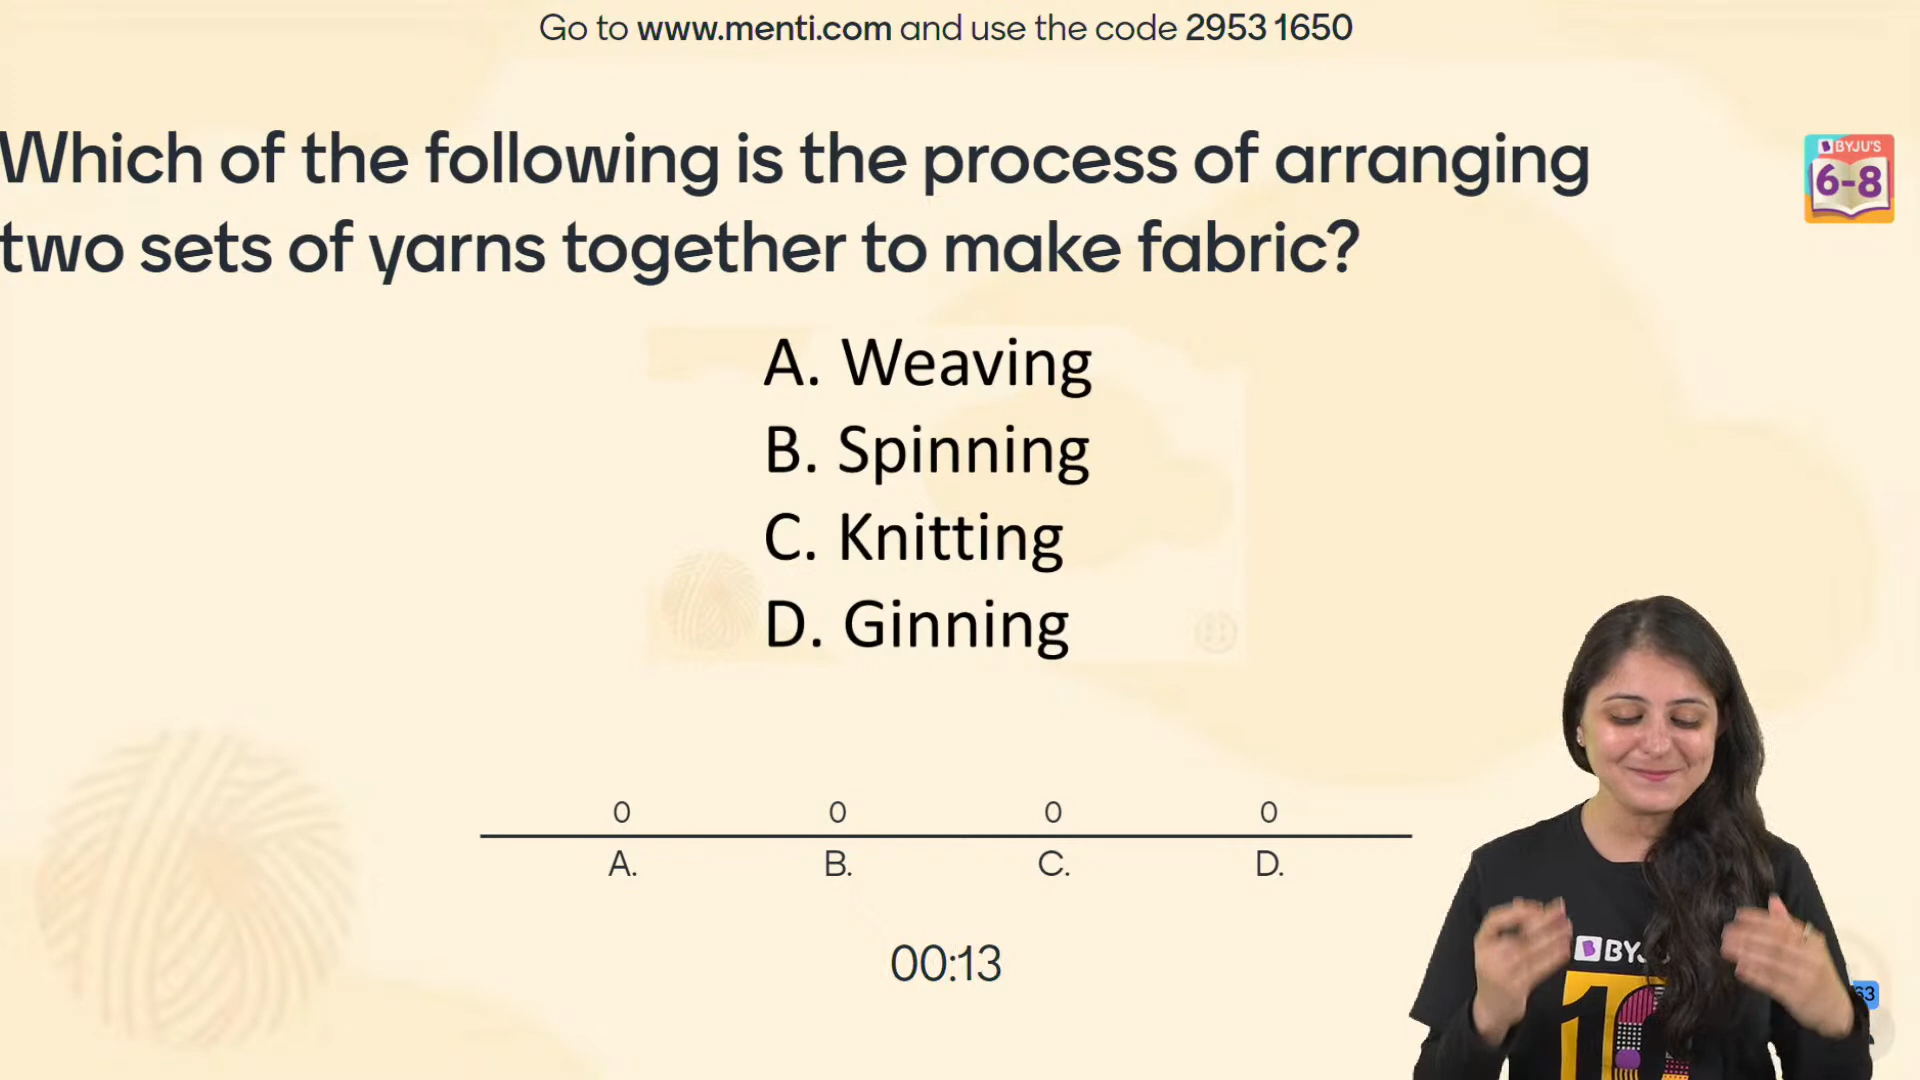 Go to www.menti.com and use the code 2953 1650
Which of the following is the process of arranging
two sets of yarns together to make fabric?
BYJU'S
6-8
A. Weaving
B. Spinning
C. Knitting
D. Ginning
0 0 0 0
A. B. C. D.
00:13
10
63